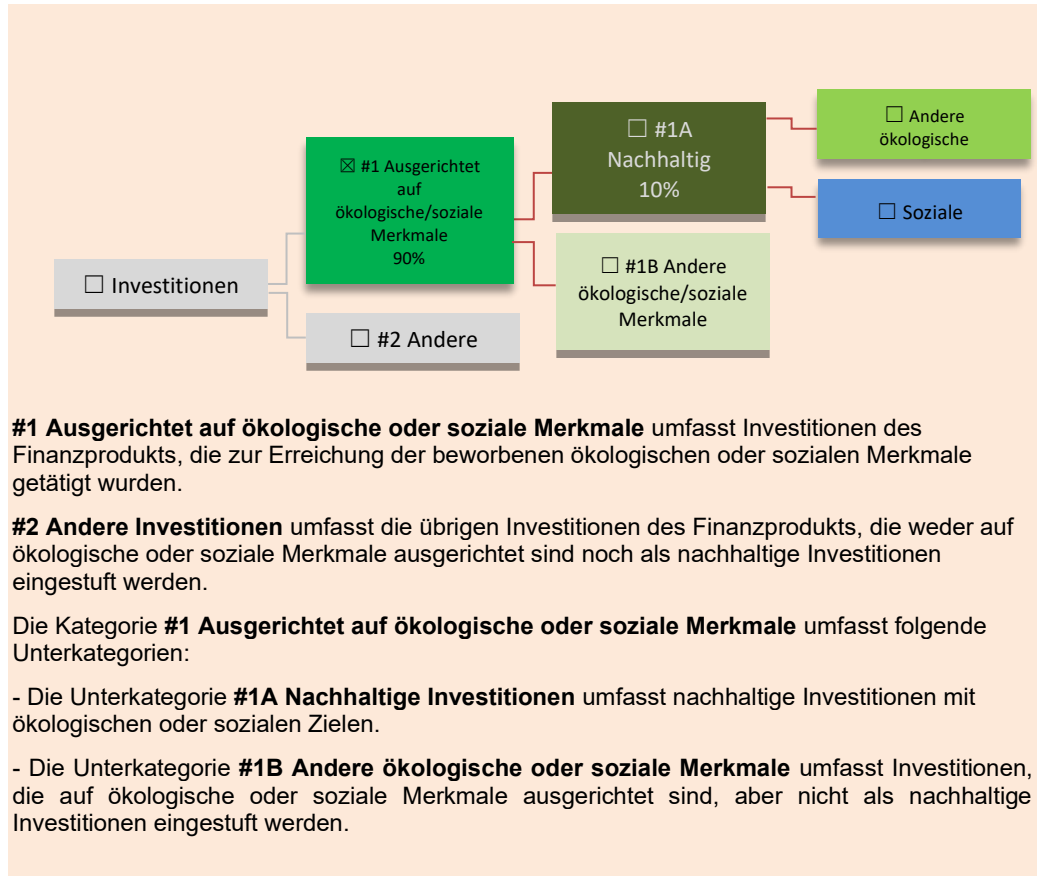 ☐ Investitionen
☒ #1 Ausgerichtet
auf
ökologische/soziale
Merkmale
90%
☐ #2 Andere
☐ #1A
Nachhaltig
10%
☐ #1B Andere
ökologische/soziale
Merkmale
☐ Andere
ökologische
☐ Soziale
#1 Ausgerichtet auf ökologische oder soziale Merkmale umfasst Investitionen des
Finanzprodukts, die zur Erreichung der beworbenen ökologischen oder sozialen Merkmale
getätigt wurden.
#2 Andere Investitionen umfasst die übrigen Investitionen des Finanzprodukts, die weder auf
ökologische oder soziale Merkmale ausgerichtet sind noch als nachhaltige Investitionen
eingestuft werden.
Die Kategorie #1 Ausgerichtet auf ökologische oder soziale Merkmale umfasst folgende
Unterkategorien:
- Die Unterkategorie #1A Nachhaltige Investitionen umfasst nachhaltige Investitionen mit
ökologischen oder sozialen Zielen.
- Die Unterkategorie #1B Andere ökologische oder soziale Merkmale umfasst Investitionen,
die auf ökologische oder soziale Merkmale ausgerichtet sind, aber nicht als nachhaltige
Investitionen eingestuft werden.